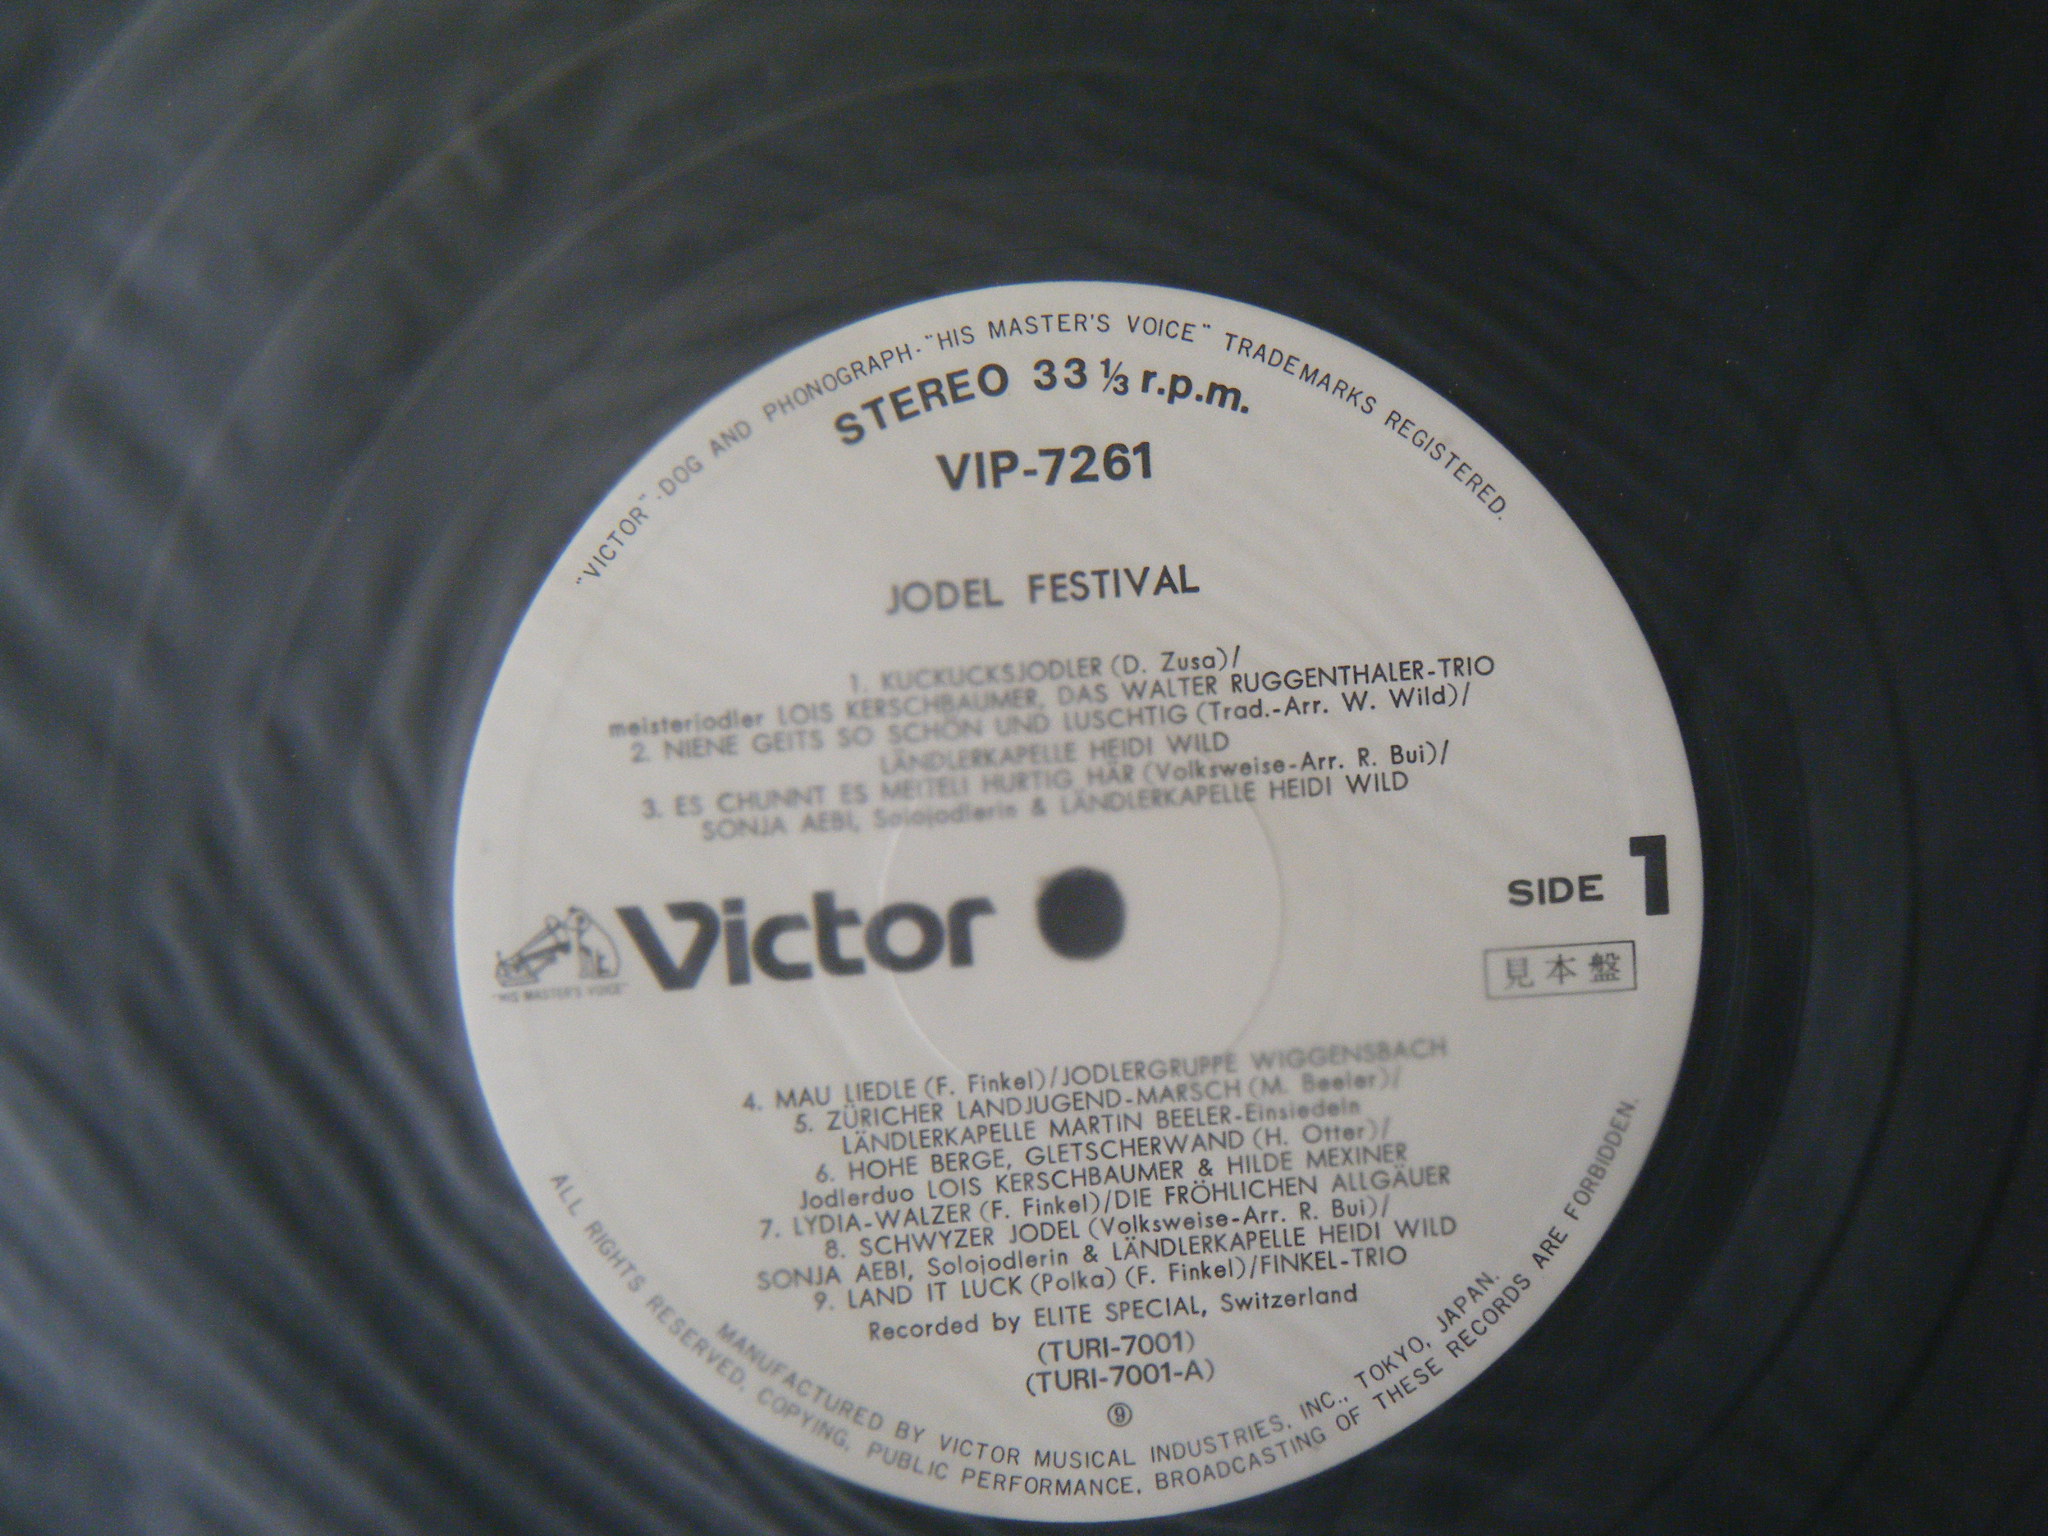 "VICTOR"·DOG AND PHONOGRAPH·"HIS MASTER'S VOICE" TRADEMARKS REGISTERED.
STEREO 33 ⅓ r.p.m.
VIP-7261
JODEL FESTIVAL
1. KUCKUCKSJODLER (D. Zusa)/
meisterjodler LOIS KERSCHBAUMER, DAS WALTER RUGGENTHALER-TRIO
2. NIENE GEITS SO SCHÖN UND LUSCHTIG (Trad.-Arr. W. Wild)/
LÄNDLERKAPELLE HEIDI WILD
3. ES CHUNNT ES MEITELI HURTIG HÄR (Volksweise-Arr. R. Bui)/
SONJA AEBI, Solojodlerin & LÄNDLERKAPELLE HEIDI WILD
"HIS MASTER'S VOICE"
Victor
SIDE 1
見本盤
4. MAU LIEDLE (F. Finkel)/JODLERGRUPPE WIGGENSBACH
5. ZÜRICHER LANDJUGEND-MARSCH (M. Beeler)/
LÄNDLERKAPELLE MARTIN BEELER-Einsiedeln
6. HOHE BERGE, GLETSCHERWAND (H. Otter)/
Jodlerduo LOIS KERSCHBAUMER & HILDE MEXINER
7. LYDIA-WALZER (F. Finkel)/DIE FRÖHLICHEN ALLGÄUER
8. SCHWYZER JODEL (Volksweise-Arr. R. Bui)/
SONJA AEBI, Solojodlerin & LÄNDLERKAPELLE HEIDI WILD
9. LAND IT LUCK (Polka) (F. Finkel)/FINKEL-TRIO
Recorded by ELITE SPECIAL, Switzerland
(TURI-7001)
(TURI-7001-A)
⑨
MANUFACTURED BY VICTOR MUSICAL INDUSTRIES, INC., TOKYO, JAPAN.
ALL RIGHTS RESERVED. COPYING, PUBLIC PERFORMANCE, BROADCASTING OF THESE RECORDS ARE FORBIDDEN.